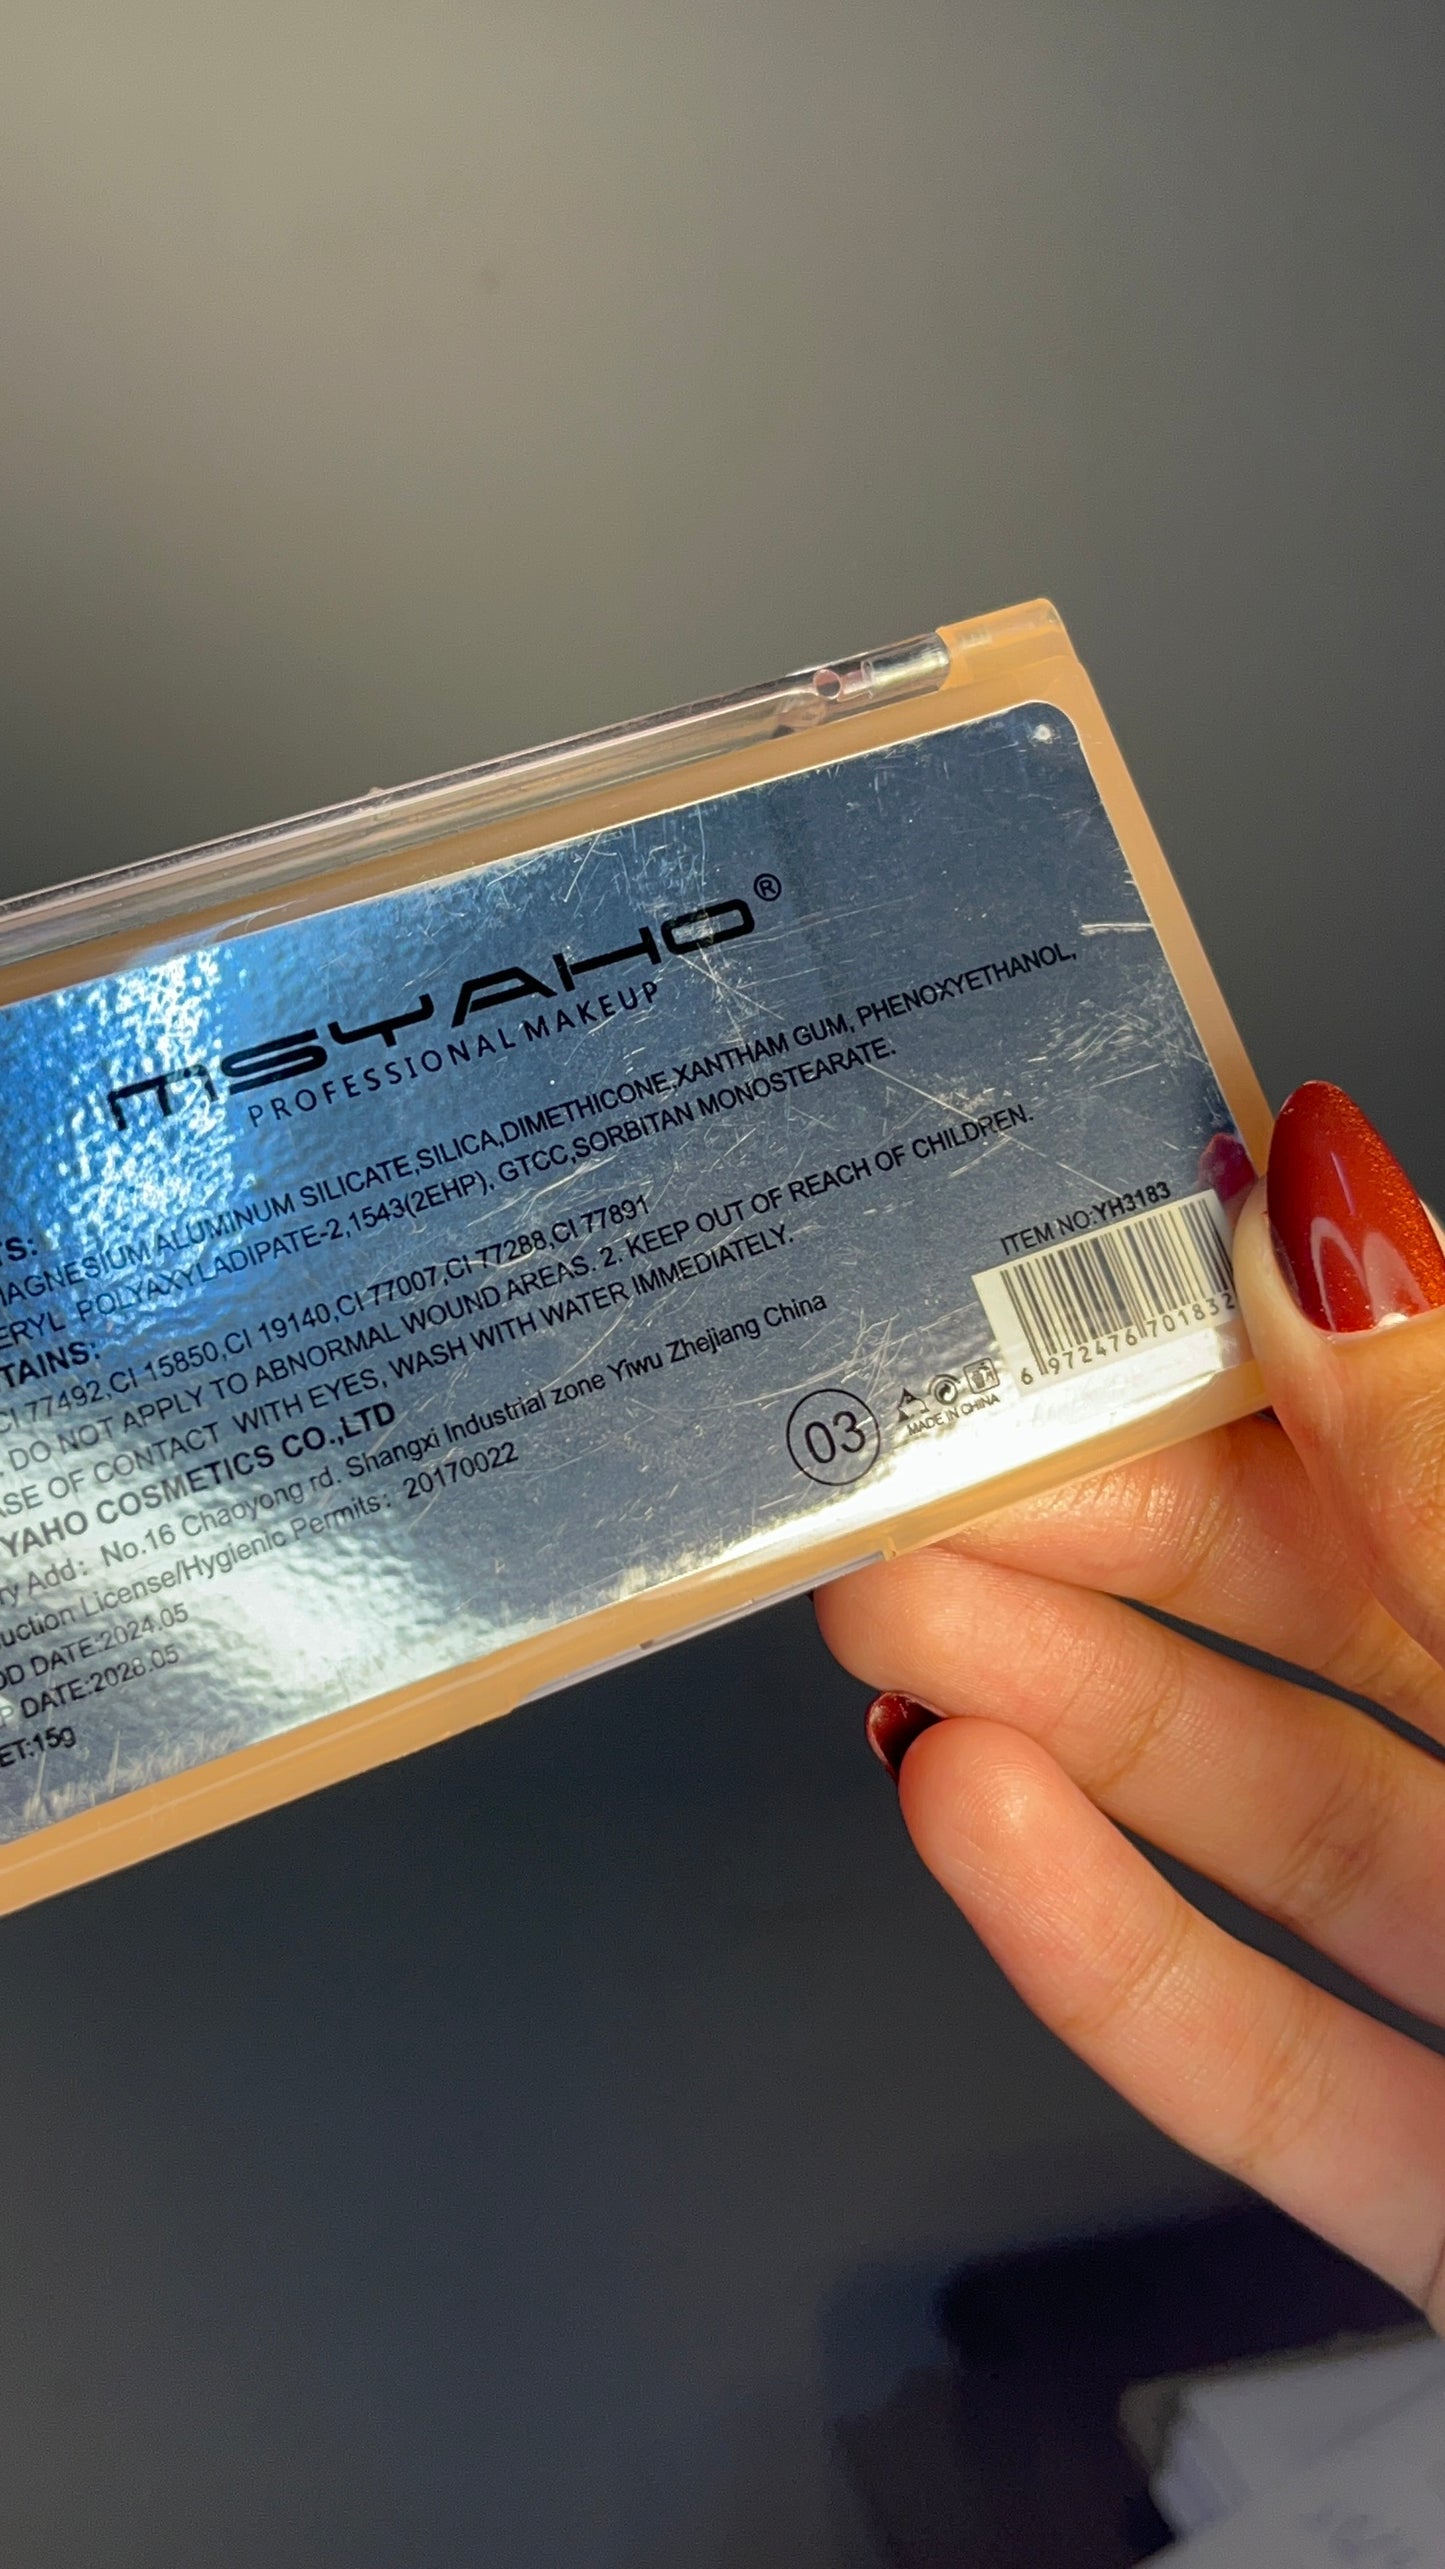 MSYAHO®
PROFESSIONAL MAKEUP
TS:
MAGNESIUM ALUMINUM SILICATE,SILICA,DIMETHICONE,XANTHAM GUM, PHENOXYETHANOL,
ERYL POLYAXYLADIPATE-2,1543(2EHP), GTCC,SORBITAN MONOSTEARATE.
TAINS:
CI 77492,CI 15850,CI 19140,CI 77007,CI 77288,CI 77891
DO NOT APPLY TO ABNORMAL WOUND AREAS. 2. KEEP OUT OF REACH OF CHILDREN.
ASE OF CONTACT WITH EYES, WASH WITH WATER IMMEDIATELY.
YAHO COSMETICS CO.,LTD
ry Add: No.16 Chaoyong rd. Shangxi Industrial zone Yiwu Zhejiang China
uction License/Hygienic Permits: 20170022
OD DATE:2024.05
P DATE:2028.05
ET:15g
03
MADE IN CHINA
ITEM NO:YH3183
6 972476 701832